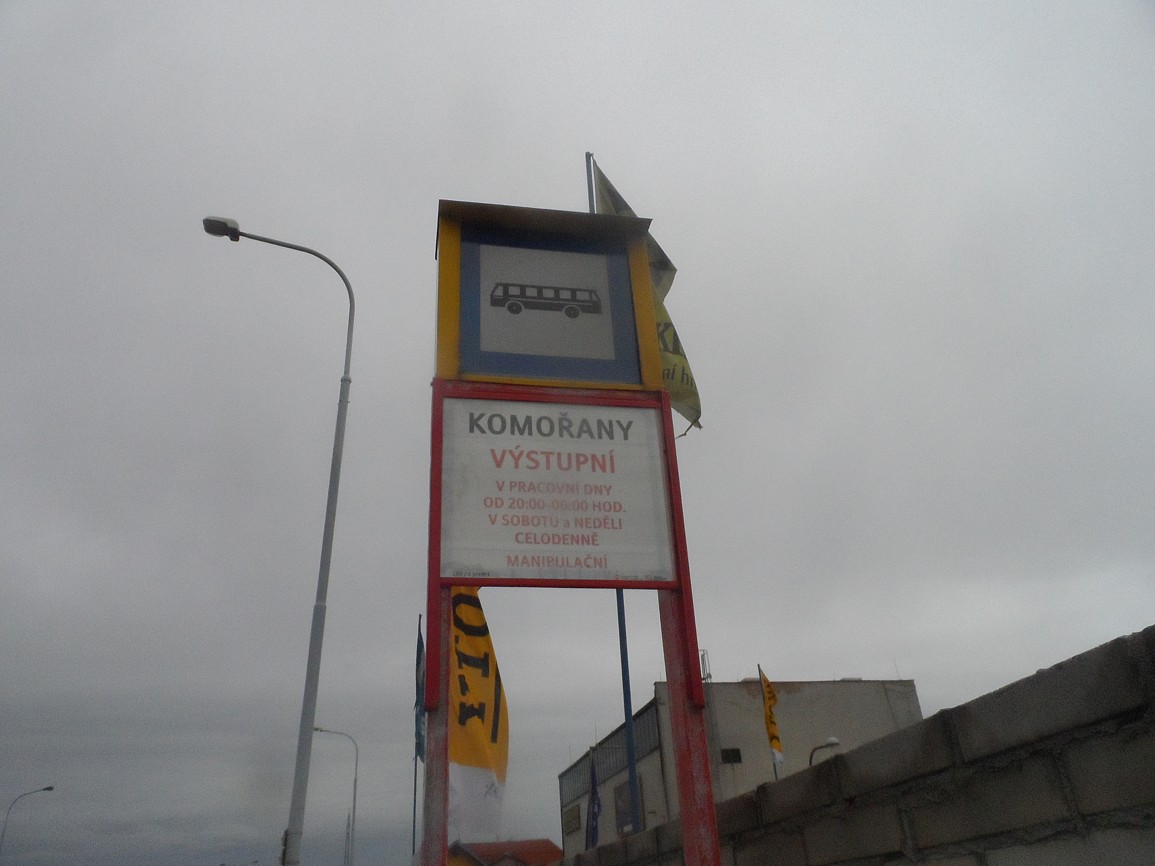 KOMOŘANY
VÝSTUPNÍ
V PRACOVNÍ DNY
OD 20:00-06:00 HOD.
V SOBOTU a NEDĚLI
CELODENNĚ
MANIPULAČNÍ